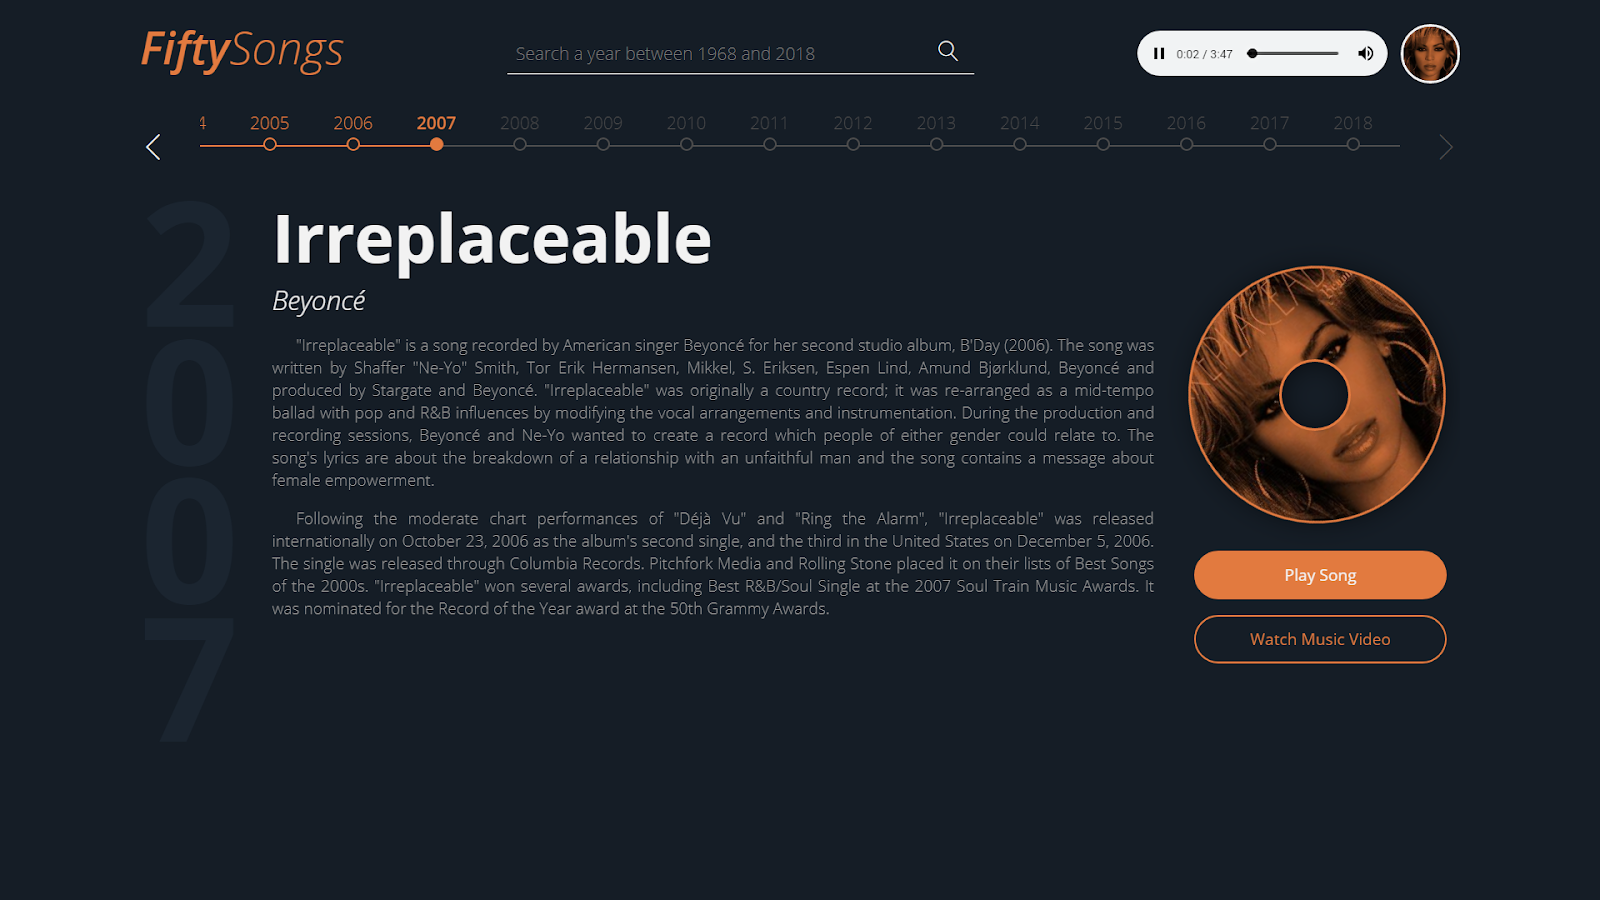 FiftySongs
Search a year between 1968 and 2018
0:02 / 3:47
4 2005 2006 2007 2008 2009 2010 2011 2012 2013 2014 2015 2016 2017 2018
2
0
0
7
Irreplaceable
Beyoncé
"Irreplaceable" is a song recorded by American singer Beyoncé for her second studio album, B'Day (2006). The song was
written by Shaffer "Ne-Yo" Smith, Tor Erik Hermansen, Mikkel, S. Eriksen, Espen Lind, Amund Bjørklund, Beyoncé and
produced by Stargate and Beyoncé. "Irreplaceable" was originally a country record; it was re-arranged as a mid-tempo
ballad with pop and R&B influences by modifying the vocal arrangements and instrumentation. During the production and
recording sessions, Beyoncé and Ne-Yo wanted to create a record which people of either gender could relate to. The
song's lyrics are about the breakdown of a relationship with an unfaithful man and the song contains a message about
female empowerment.
Following the moderate chart performances of "Déjà Vu" and "Ring the Alarm", "Irreplaceable" was released
internationally on October 23, 2006 as the album's second single, and the third in the United States on December 5, 2006.
The single was released through Columbia Records. Pitchfork Media and Rolling Stone placed it on their lists of Best Songs
of the 2000s. "Irreplaceable" won several awards, including Best R&B/Soul Single at the 2007 Soul Train Music Awards. It
was nominated for the Record of the Year award at the 50th Grammy Awards.
Play Song
Watch Music Video